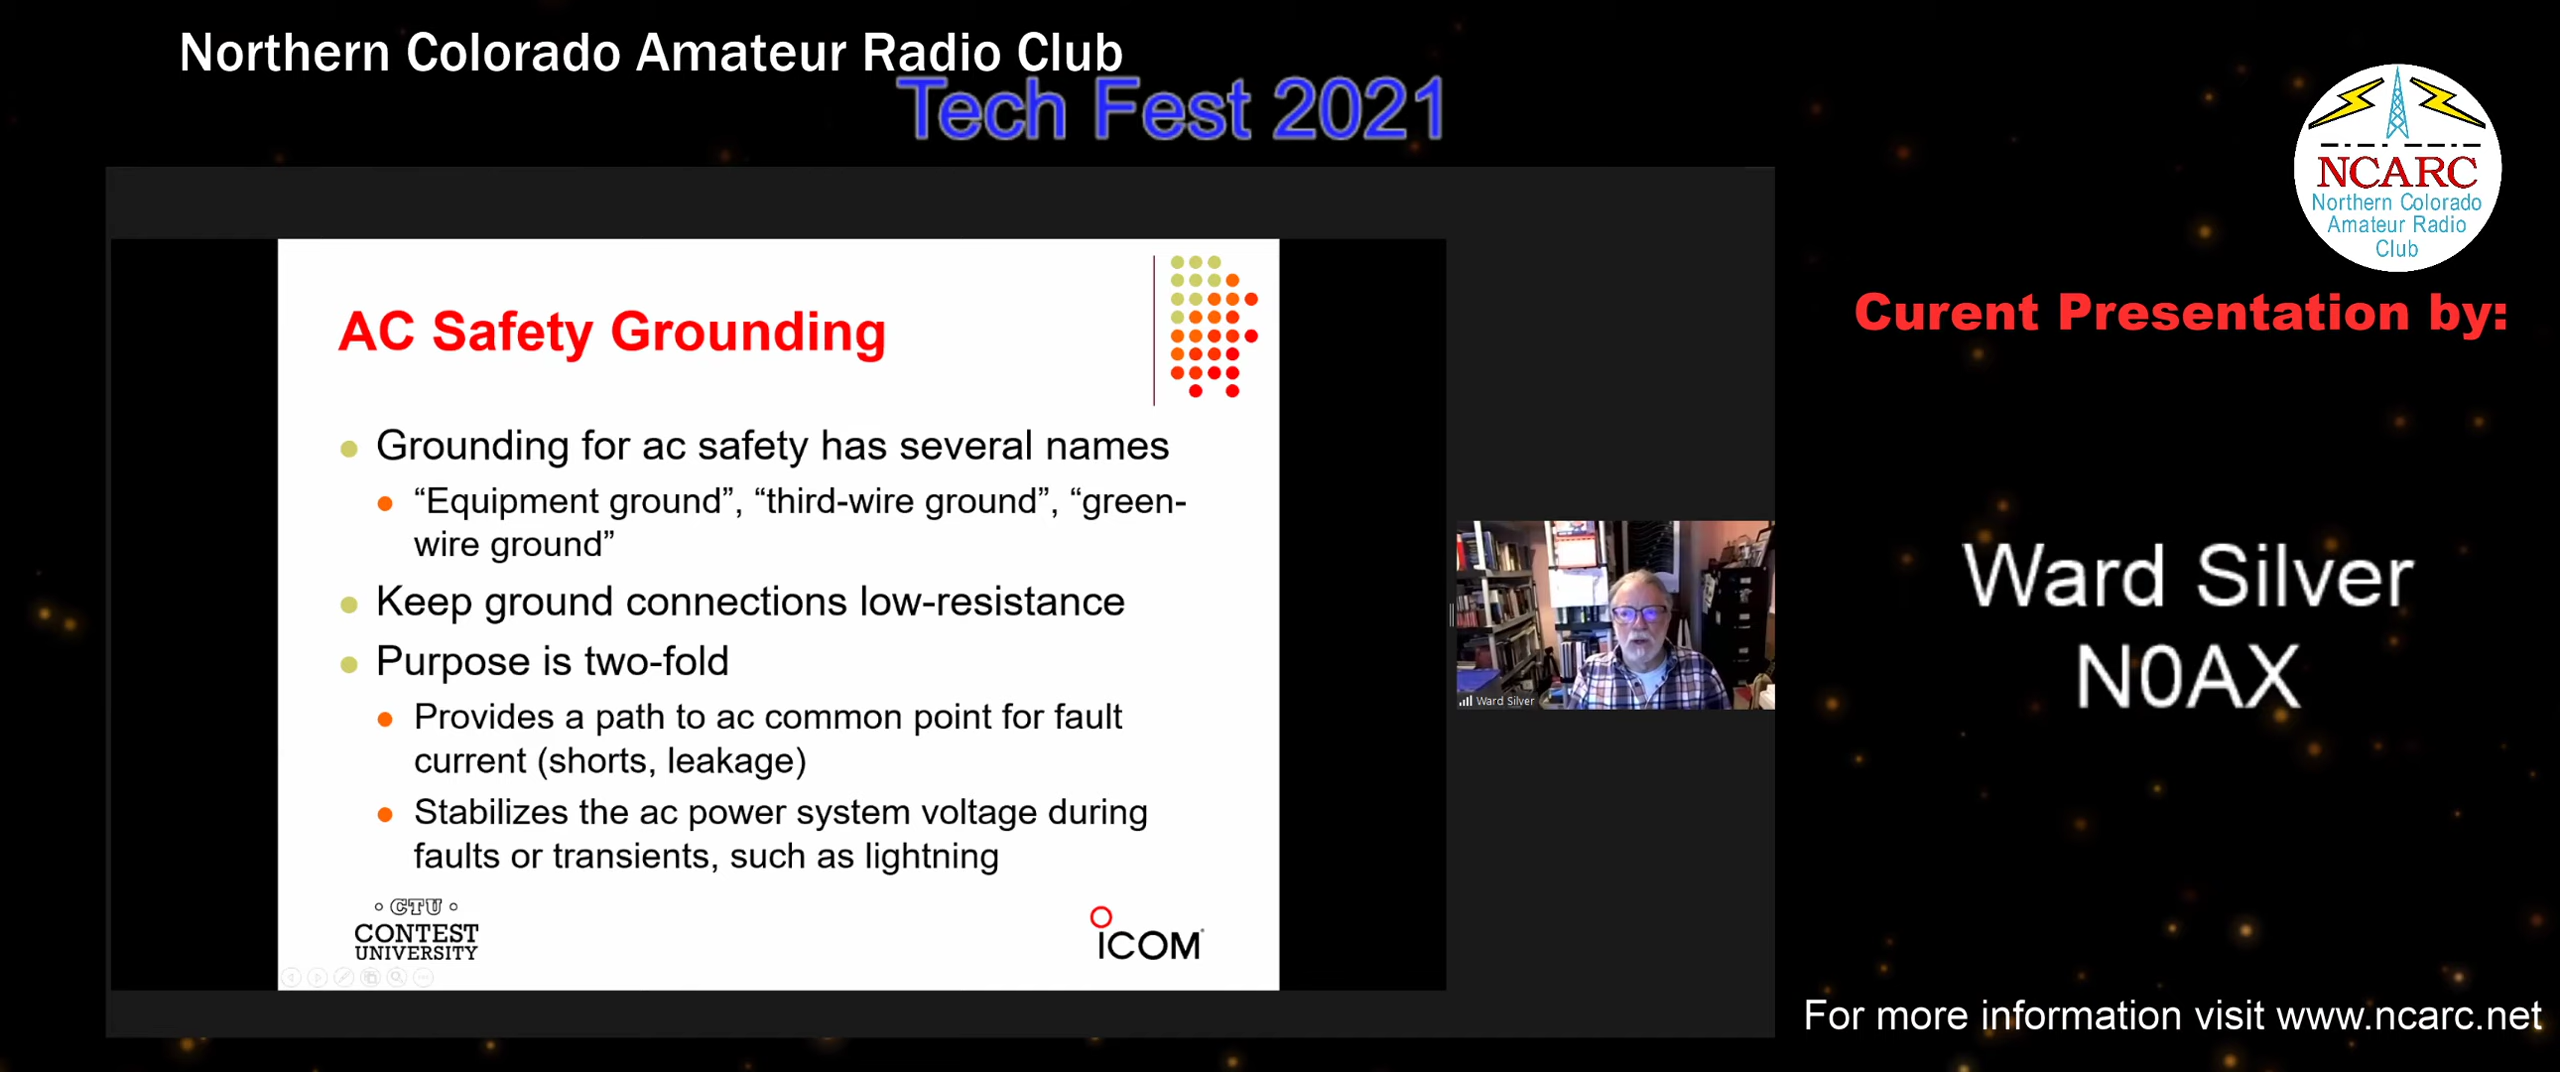 Northern Colorado Amateur Radio Club
Tech Fest 2021
NCARC
Northern Colorado
Amateur Radio
Club
Curent Presentation by:
Ward Silver
N0AX
For more information visit www.ncarc.net
AC Safety Grounding
Grounding for ac safety has several names
“Equipment ground”, “third-wire ground”, “green-
wire ground”
Keep ground connections low-resistance
Purpose is two-fold
Provides a path to ac common point for fault
current (shorts, leakage)
Stabilizes the ac power system voltage during
faults or transients, such as lightning
CTU
CONTEST
UNIVERSITY
ICOM
Ward Silver